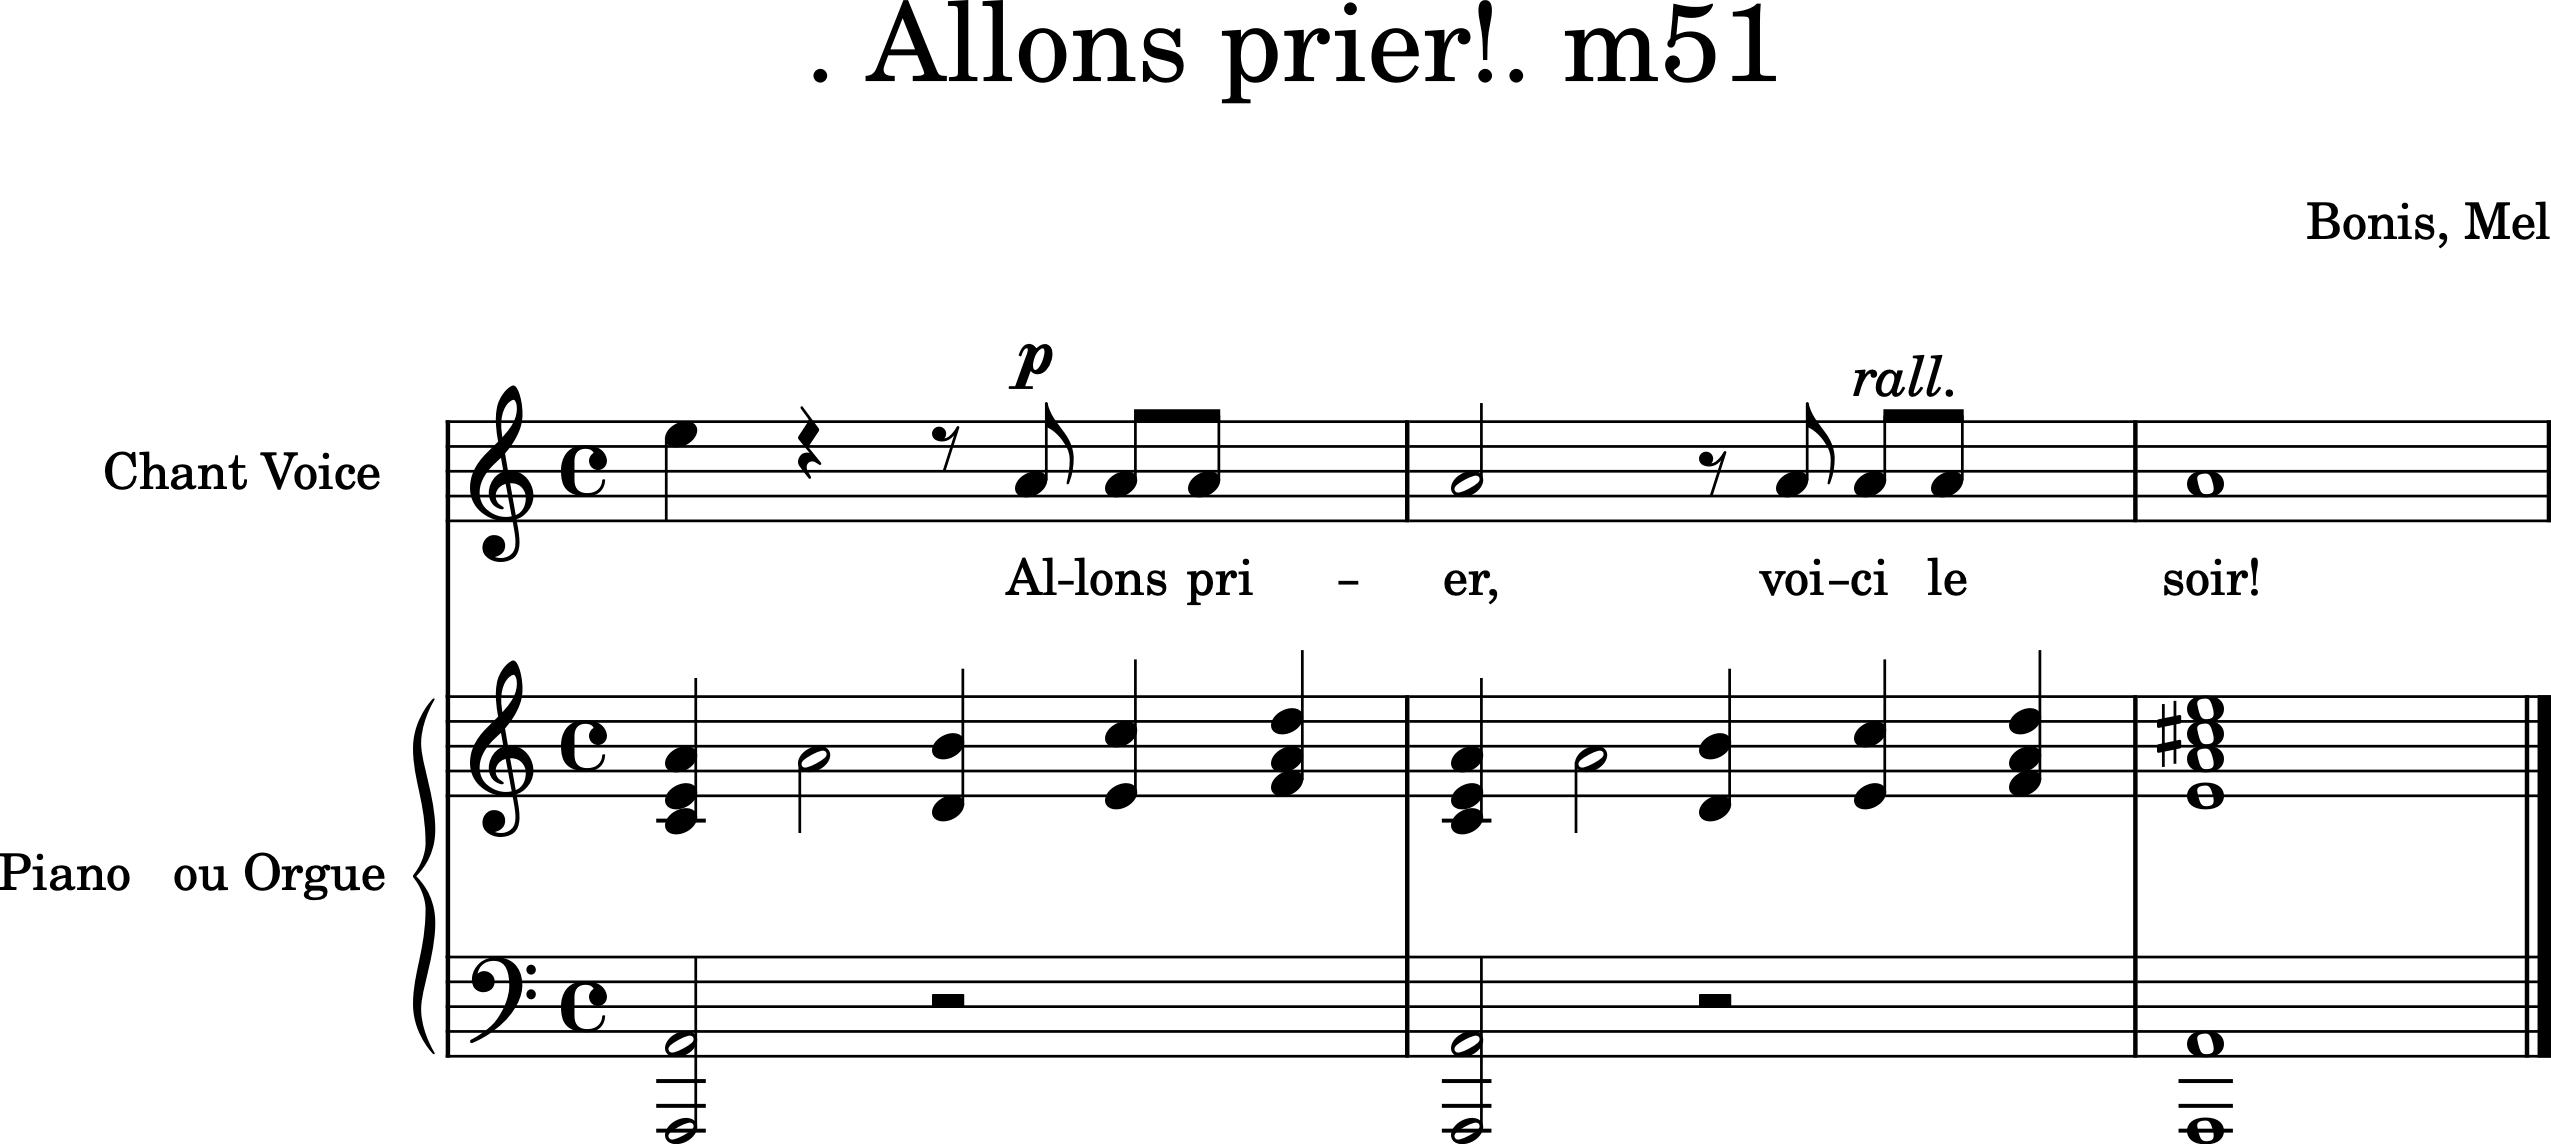 . Allons prier!. m51
Bonis, Mel
p
rall.
Chant Voice
Al-lons pri - er, voi-ci le soir!
Piano ou Orgue